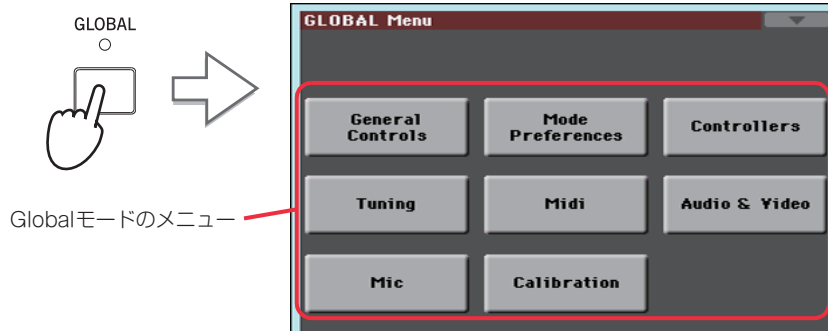 GLOBAL
GLOBAL Menu
General
Controls
Mode
Preferences
Controllers
Tuning
Midi
Audio & Video
Globalモードのメニュー
Mic
Calibration